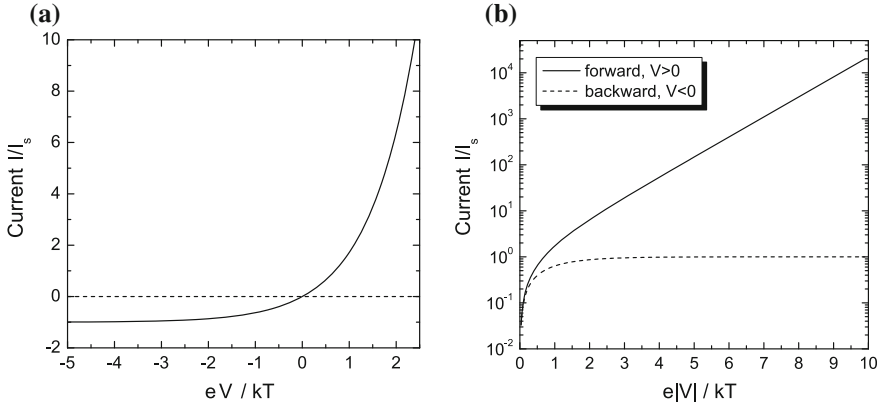 (a)
10
8
6
4
2
0
-2
Current I/I_s
-5 -4 -3 -2 -1 0 1 2
eV / kT
(b)
forward, V>0
backward, V<0
10^4
10^3
10^2
10^1
10^0
10^-1
10^-2
Current I/I_s
0 1 2 3 4 5 6 7 8 9 10
e|V| / kT